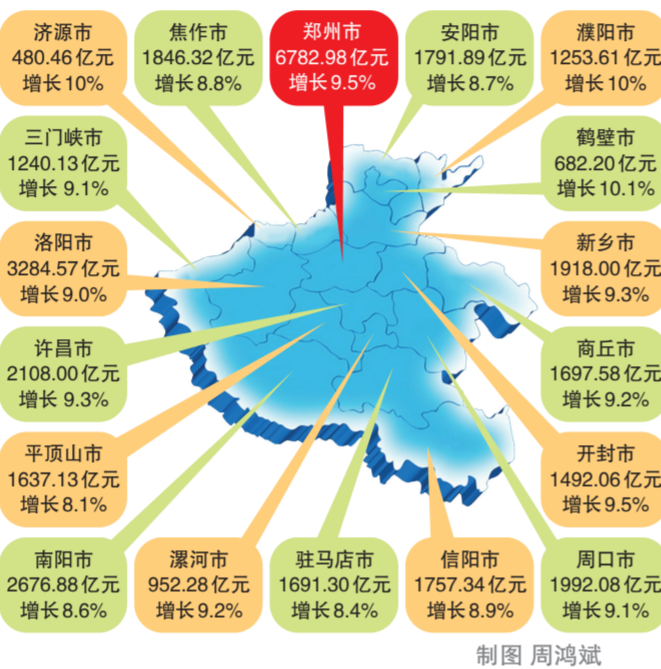 济源市
480.46亿元
增长10%
焦作市
1846.32亿元
增长8.8%
郑州市
6782.98亿元
增长9.5%
安阳市
1791.89亿元
增长8.7%
濮阳市
1253.61亿元
增长10%
三门峡市
1240.13亿元
增长9.1%
鹤壁市
682.20亿元
增长10.1%
洛阳市
3284.57亿元
增长9.0%
新乡市
1918.00亿元
增长9.3%
许昌市
2108.00亿元
增长9.3%
商丘市
1697.58亿元
增长9.2%
平顶山市
1637.13亿元
增长8.1%
开封市
1492.06亿元
增长9.5%
南阳市
2676.88亿元
增长8.6%
漯河市
952.28亿元
增长9.2%
驻马店市
1691.30亿元
增长8.4%
信阳市
1757.34亿元
增长8.9%
周口市
1992.08亿元
增长9.1%
制图 周鸿斌